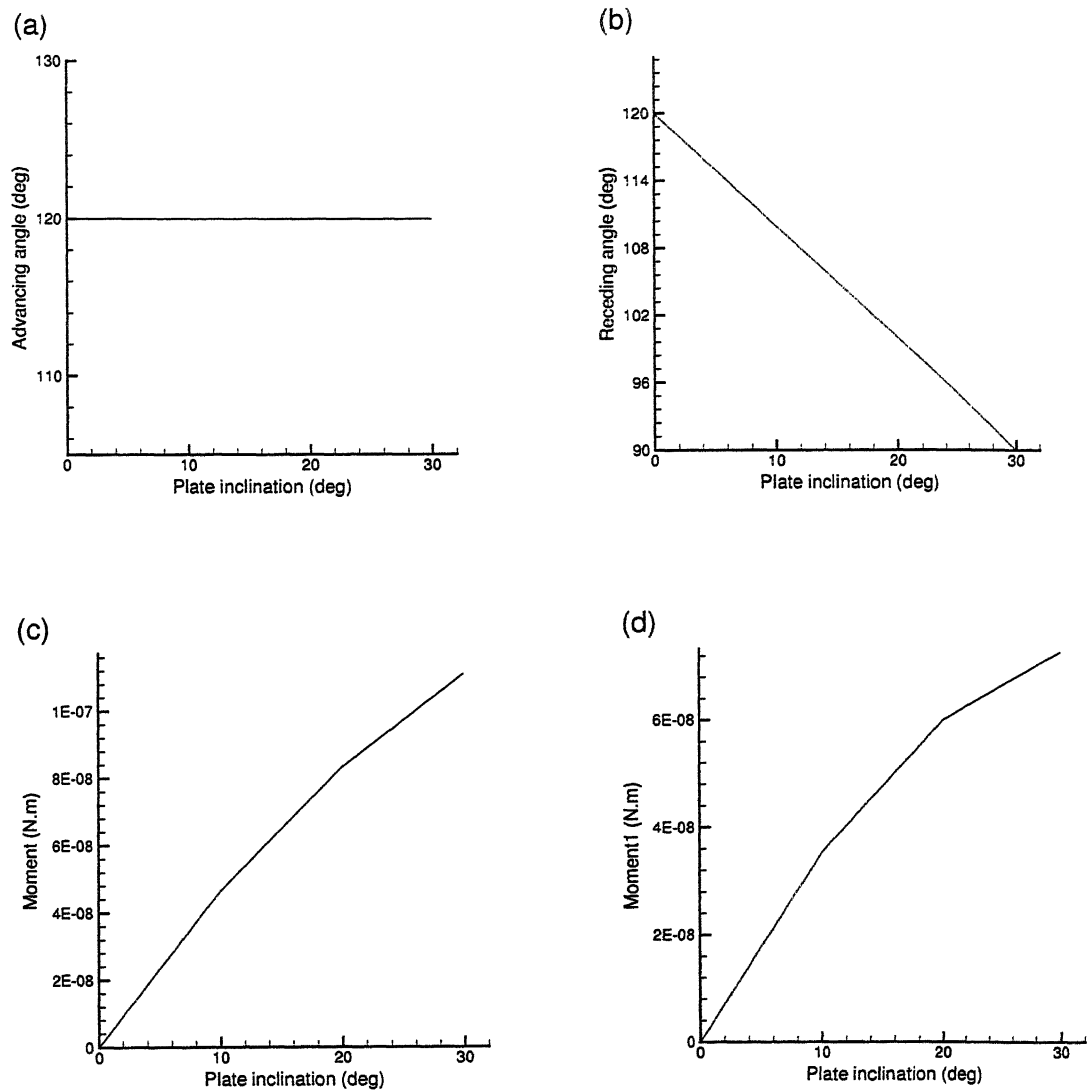 (a)
130
120
110
Advancing angle (deg)
0 10 20 30
Plate inclination (deg)
(b)
120
114
108
102
96
90
Receding angle (deg)
0 10 20 30
Plate inclination (deg)
(c)
1E-07
8E-08
6E-08
4E-08
2E-08
0
Moment (N.m)
0 10 20 30
Plate inclination (deg)
(d)
6E-08
4E-08
2E-08
0
Moment1 (N.m)
0 10 20 30
Plate inclination (deg)